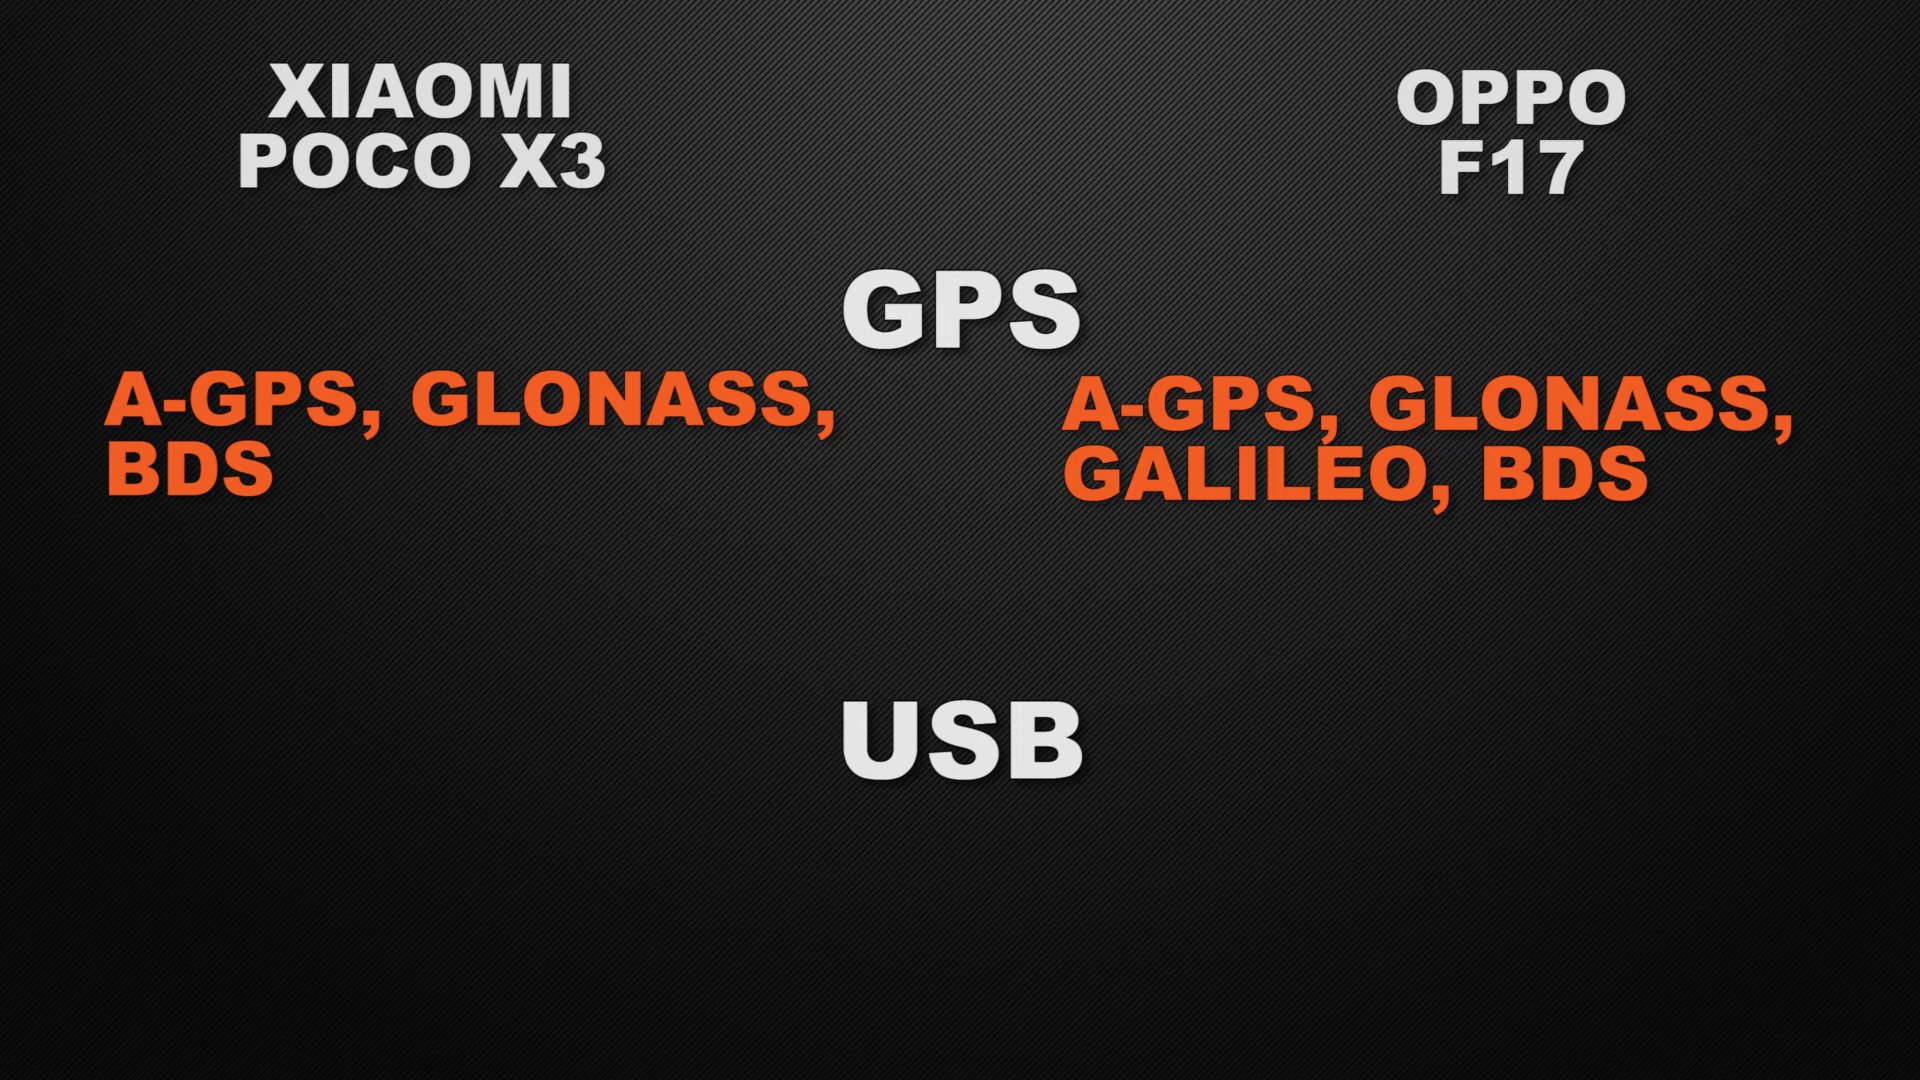 XIAOMI
POCO X3
OPPO
F17
GPS
A-GPS, GLONASS,
BDS
A-GPS, GLONASS,
GALILEO, BDS
USB